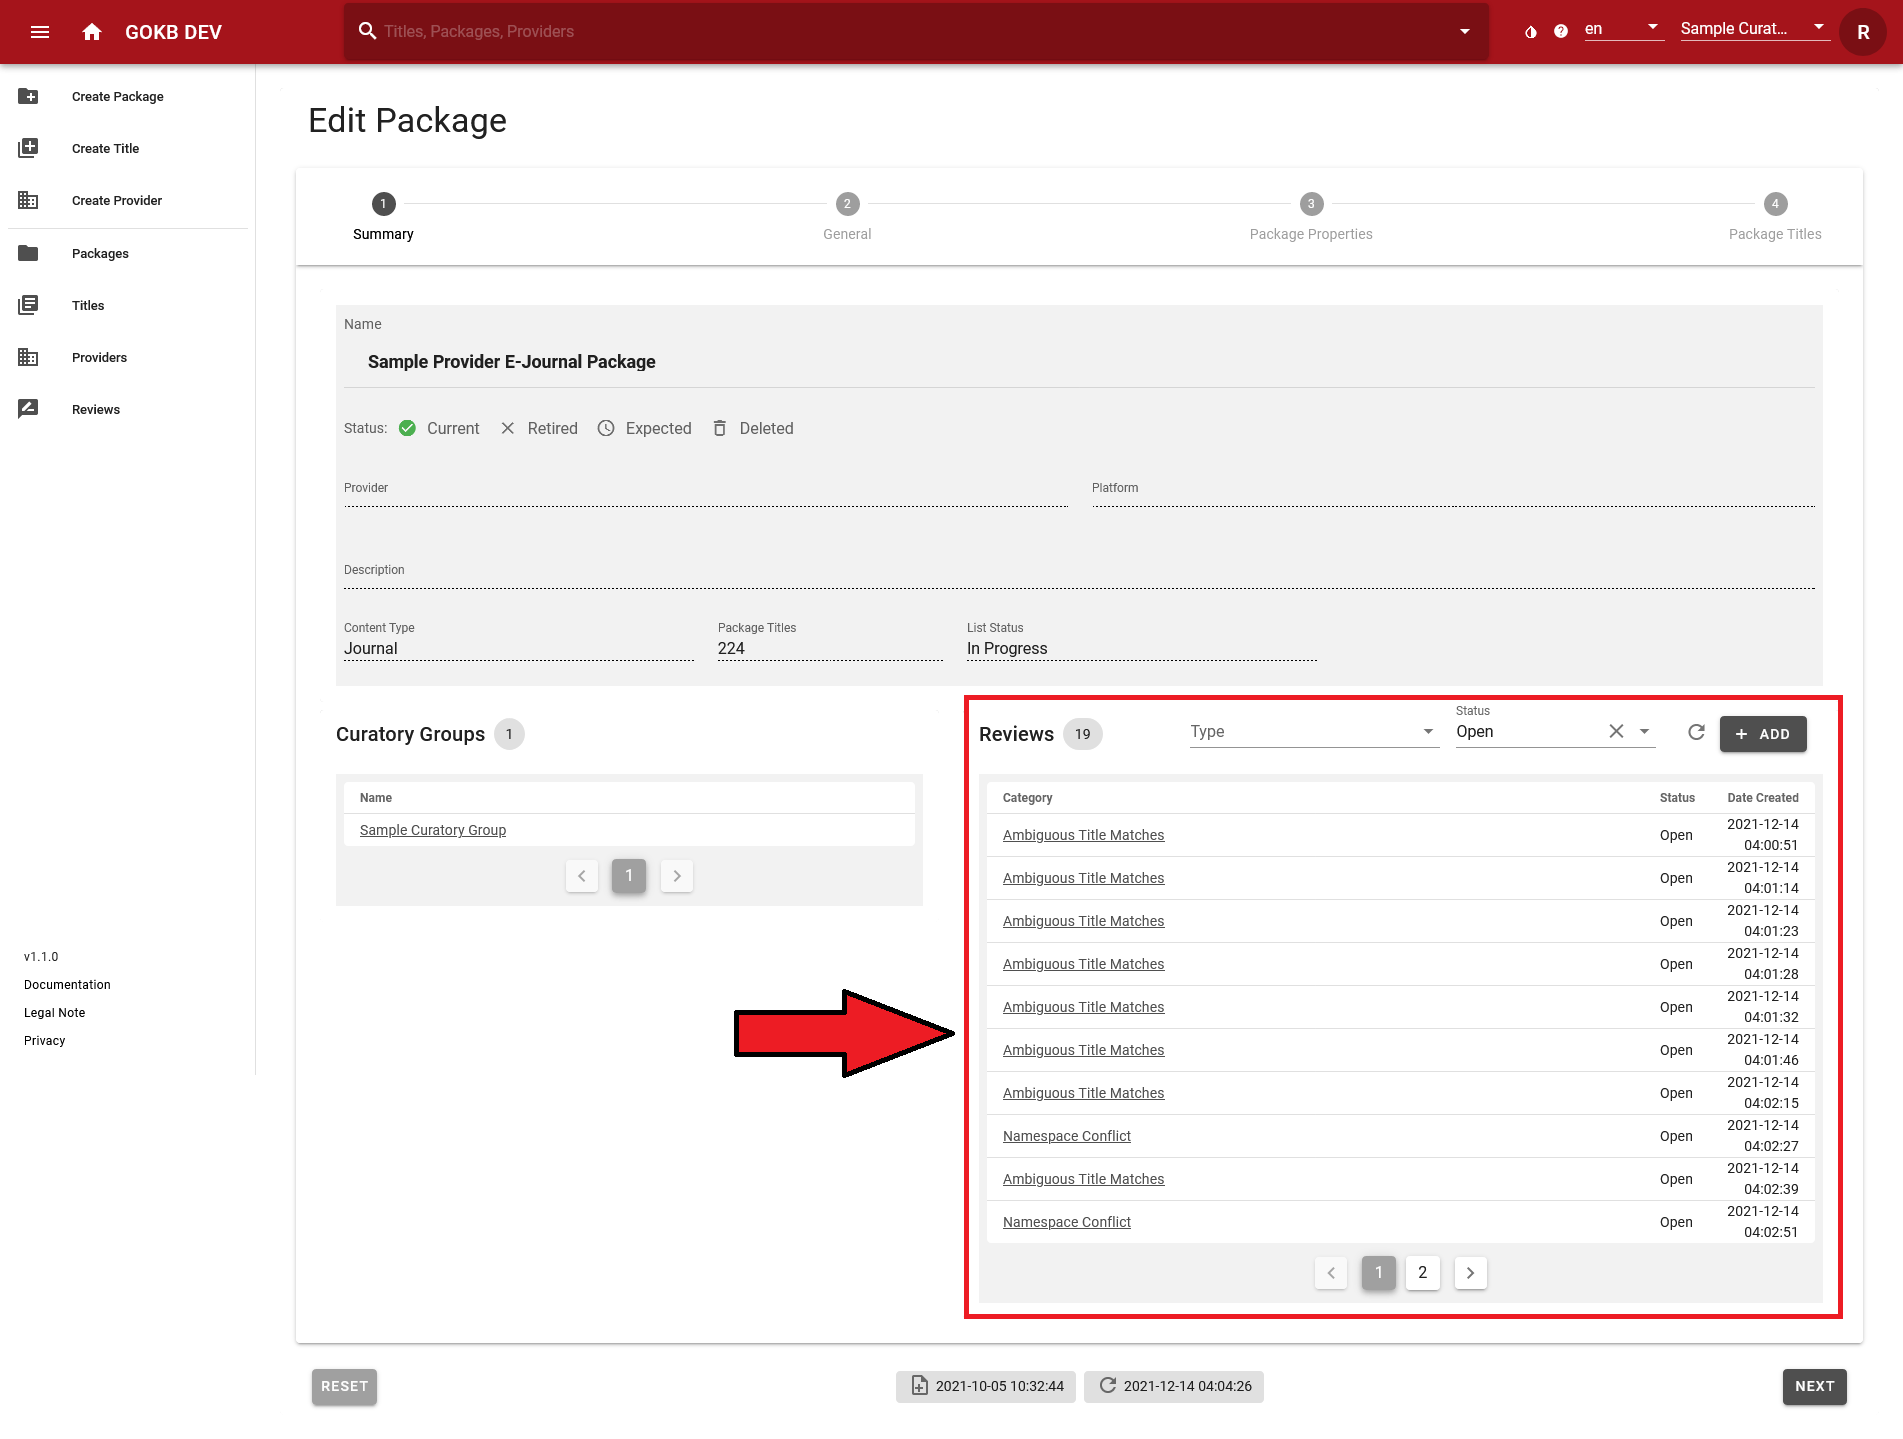 GOKB DEV
Titles, Packages, Providers
en
Sample Curat...
R
Create Package
Create Title
Create Provider
Packages
Titles
Providers
Reviews
v1.1.0
Documentation
Legal Note
Privacy
Edit Package
1
2
3
4
Summary
General
Package Properties
Package Titles
Name
Sample Provider E-Journal Package
Status: Current Retired Expected Deleted
Provider
Platform
Description
Content Type
Journal
Package Titles
224
List Status
In Progress
Curatory Groups 1
Name
Sample Curatory Group
1
Reviews 19
Type
Status
Open
+ ADD
Category Status Date Created
Ambiguous Title Matches Open 2021-12-14
04:00:51
Ambiguous Title Matches Open 2021-12-14
04:01:14
Ambiguous Title Matches Open 2021-12-14
04:01:23
Ambiguous Title Matches Open 2021-12-14
04:01:28
Ambiguous Title Matches Open 2021-12-14
04:01:32
Ambiguous Title Matches Open 2021-12-14
04:01:46
Ambiguous Title Matches Open 2021-12-14
04:02:15
Namespace Conflict Open 2021-12-14
04:02:27
Ambiguous Title Matches Open 2021-12-14
04:02:39
Namespace Conflict Open 2021-12-14
04:02:51
1 2
RESET
2021-10-05 10:32:44
2021-12-14 04:04:26
NEXT